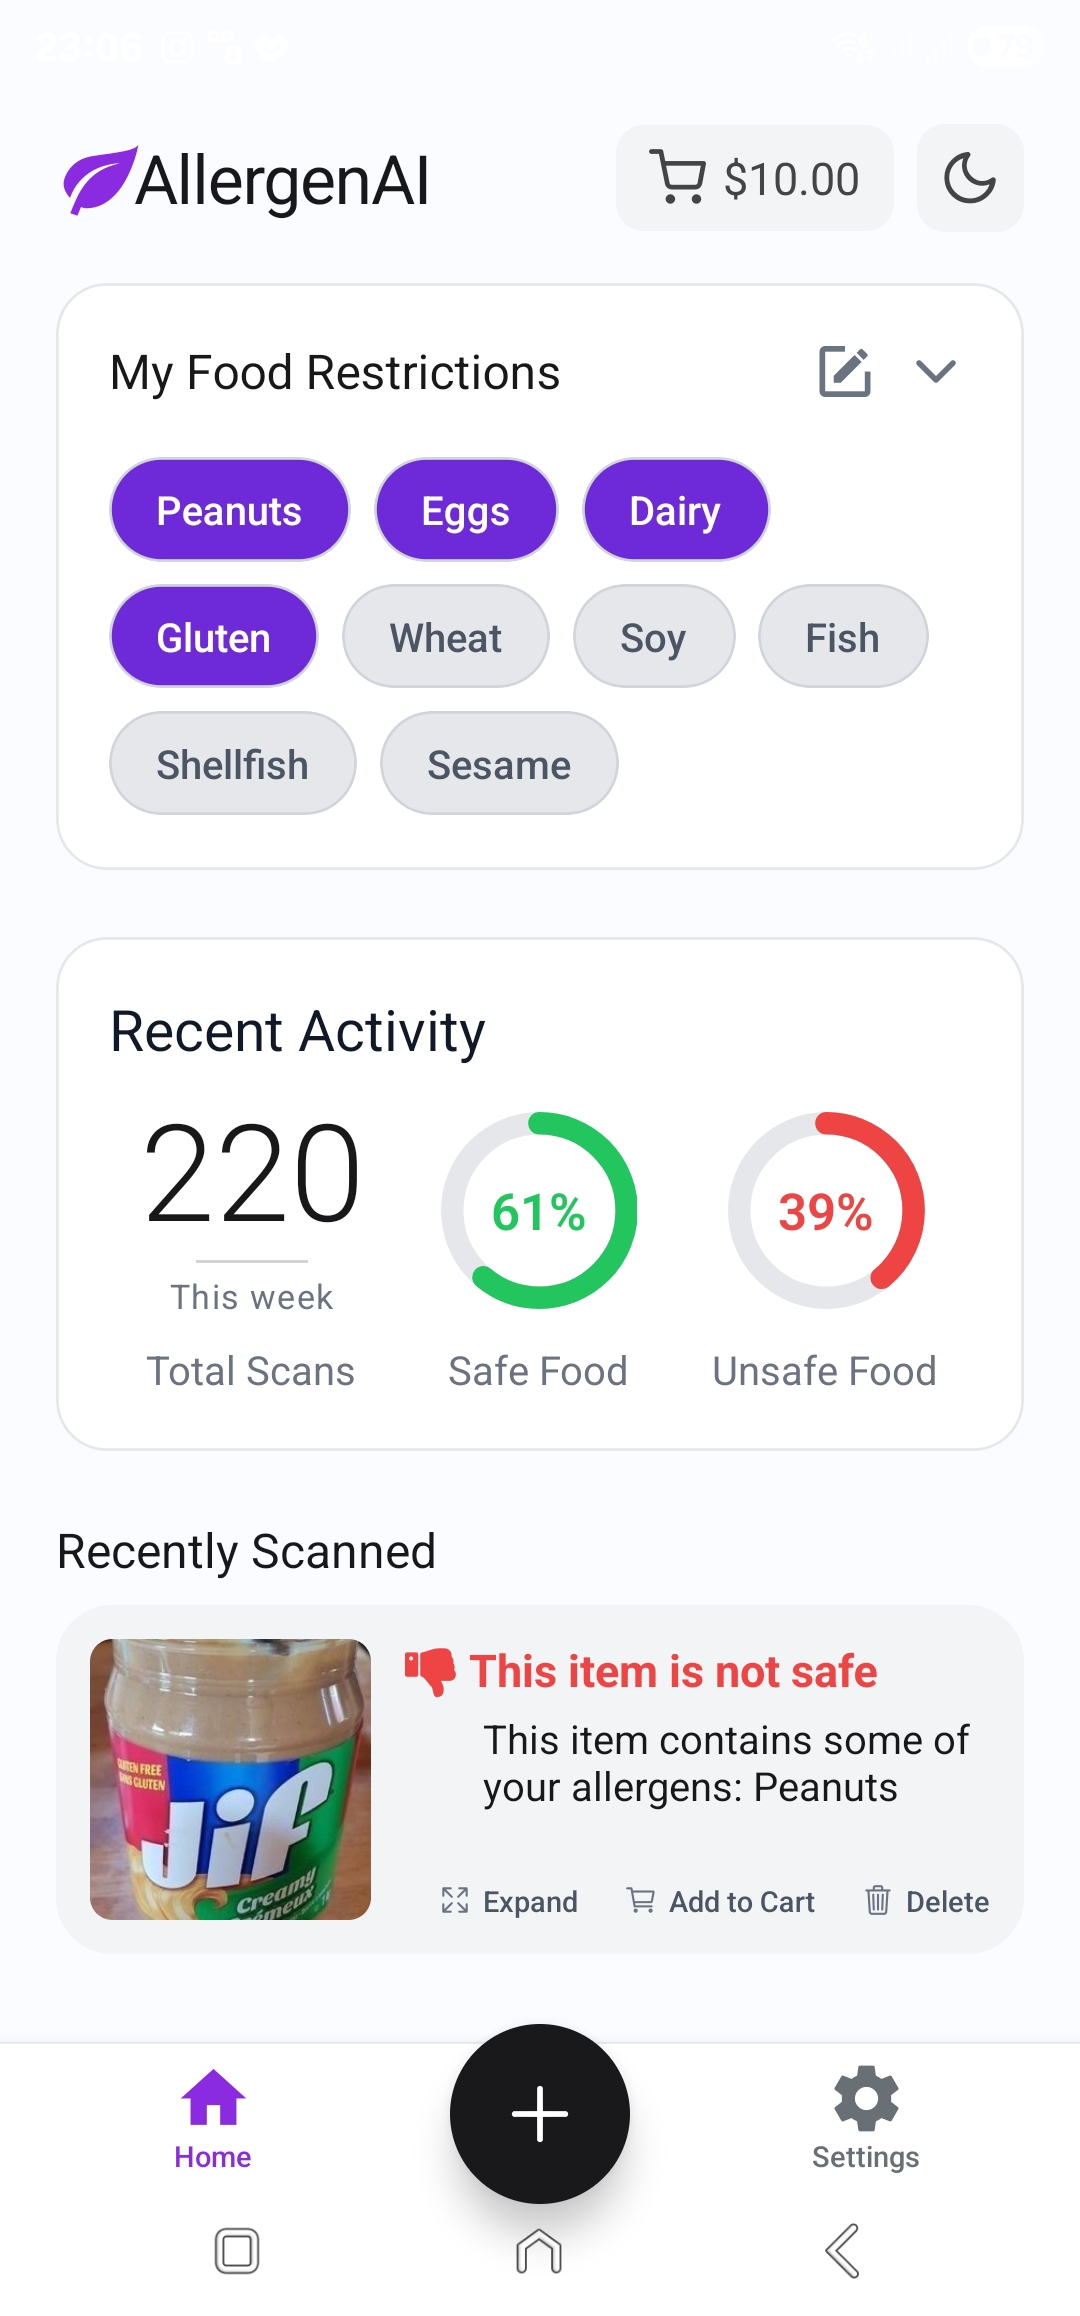 23:06
AllergenAI
$10.00
My Food Restrictions
Peanuts
Eggs
Dairy
Gluten
Wheat
Soy
Fish
Shellfish
Sesame
Recent Activity
220
This week
Total Scans
61%
Safe Food
39%
Unsafe Food
Recently Scanned
GLUTEN FREE
SANS GLUTEN
Jif
Creamy
Crémeux
This item is not safe
This item contains some of
your allergens: Peanuts
Expand
Add to Cart
Delete
Home
Settings